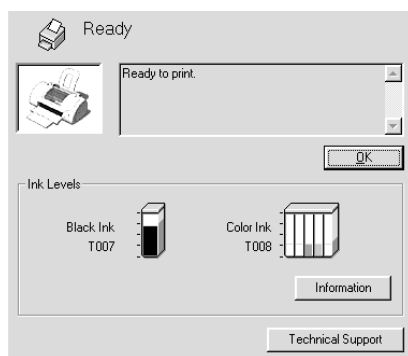 Ready
Ready to print.
OK
Ink Levels
Black Ink
T007
Color Ink
T008
Information
Technical Support